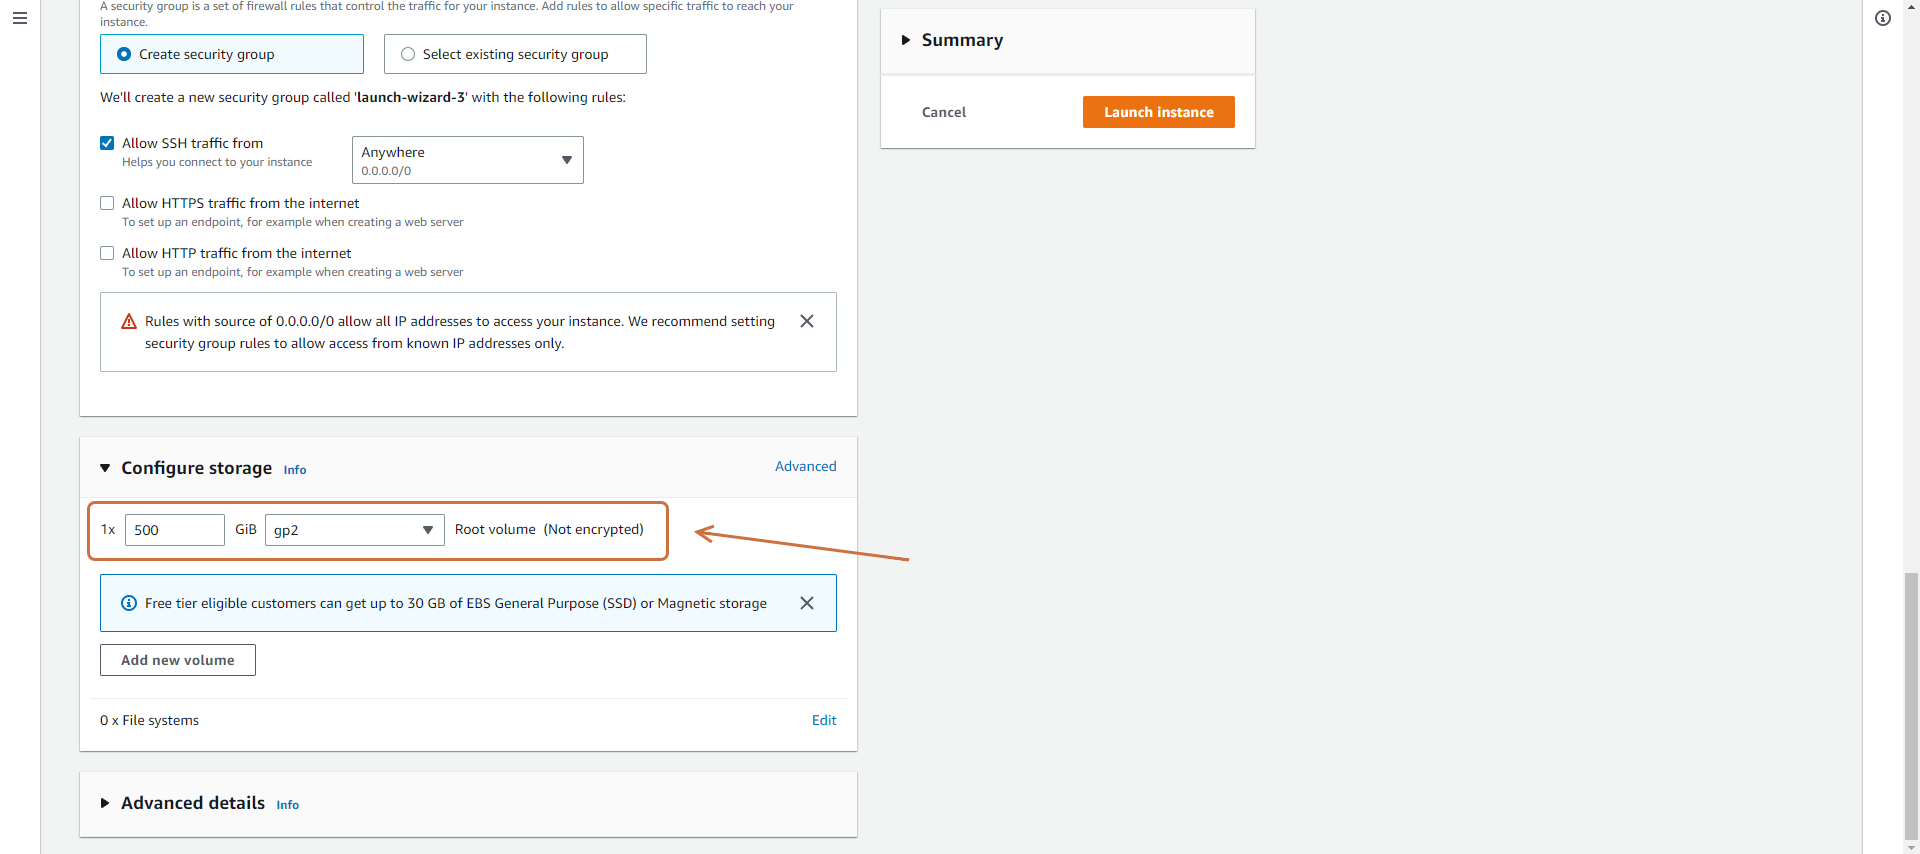 A security group is a set of firewall rules that control the traffic for your instance. Add rules to allow specific traffic to reach your
instance.
Create security group
Select existing security group
We'll create a new security group called 'launch-wizard-3' with the following rules:
Allow SSH traffic from
Helps you connect to your instance
Anywhere
0.0.0.0/0
Allow HTTPS traffic from the internet
To set up an endpoint, for example when creating a web server
Allow HTTP traffic from the internet
To set up an endpoint, for example when creating a web server
Rules with source of 0.0.0.0/0 allow all IP addresses to access your instance. We recommend setting
security group rules to allow access from known IP addresses only.
Configure storage Info
Advanced
1x 500 GiB gp2 Root volume (Not encrypted)
Free tier eligible customers can get up to 30 GB of EBS General Purpose (SSD) or Magnetic storage
Add new volume
0 x File systems
Edit
Advanced details Info
Summary
Cancel
Launch instance